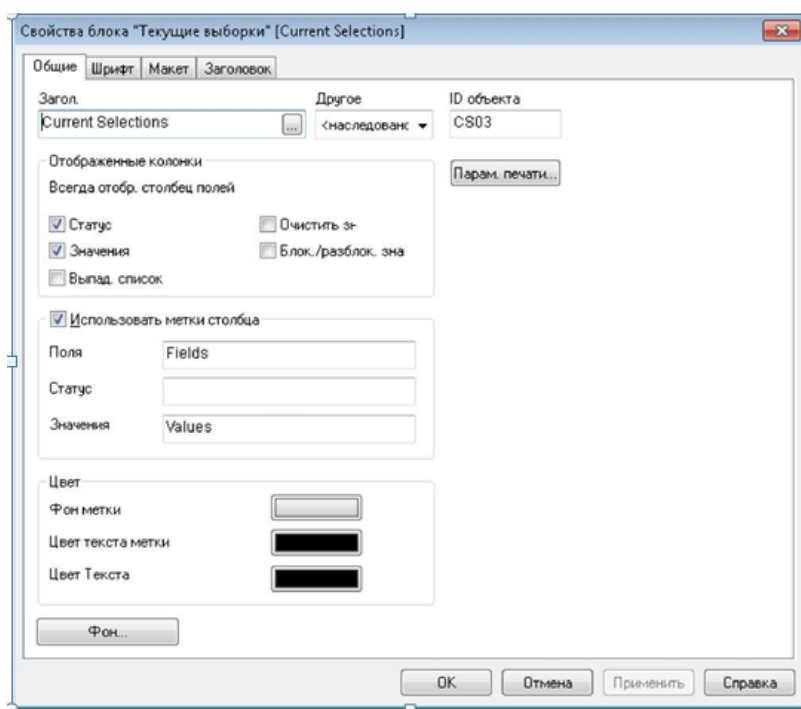 Свойства блока "Текущие выборки" [Current Selections]
Общие Шрифт Макет Заголовок
Загол. Другое ID объекта
Current Selections ... <наследованс CS03
Отображенные колонки
Парам. печати...
Всегда отобр. столбец полей
Статус Очистить зн
Значения Блок./разблок. зна
Выпад. список
Использовать метки столбца
Поля Fields
Статус
Значения Values
Цвет
Фон метки
Цвет текста метки
Цвет Текста
Фон...
OK Отмена Применить Справка